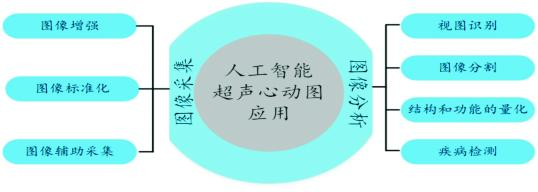 图像增强
图像标准化
图像辅助采集
图像采集
人工智能
超声心动图
应用
图像分析
视图识别
图像分割
结构和功能的量化
疾病检测